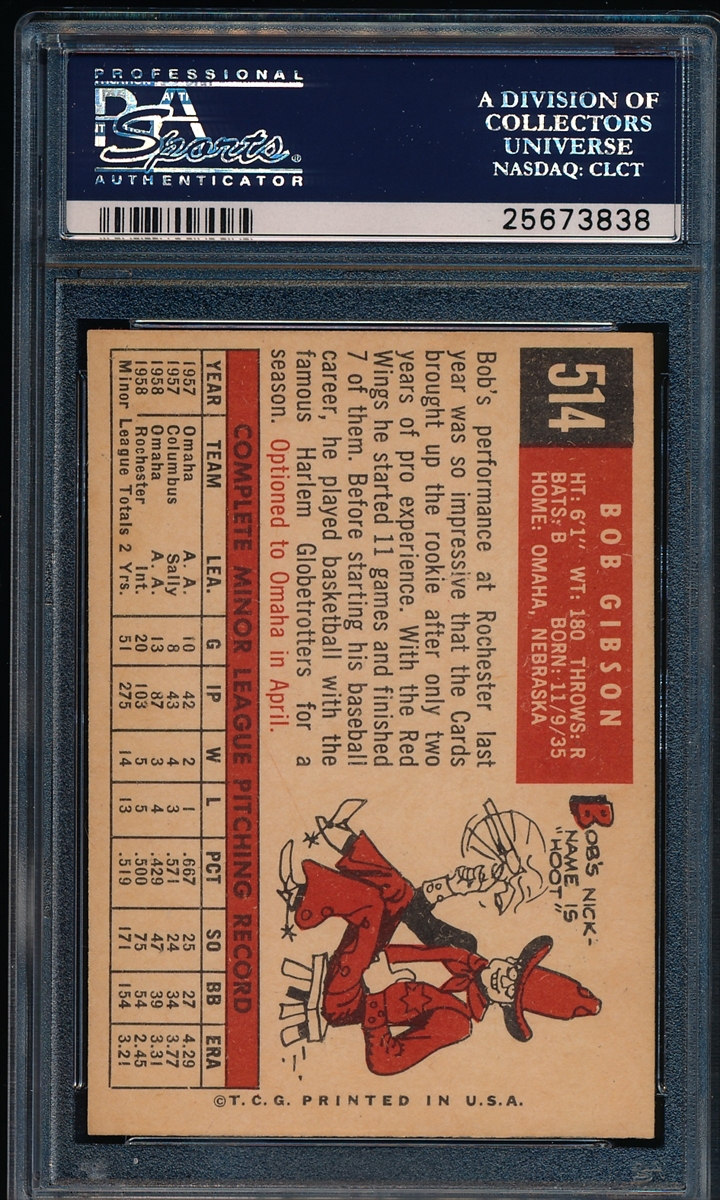 PROFESSIONAL
PSA
Sports®
AUTHENTICATOR
A DIVISION OF
COLLECTORS
UNIVERSE
NASDAQ: CLCT
25673838
514
BOB GIBSON
HT: 6'1" WT: 180 THROWS: R
BATS: B BORN: 11/9/35
HOME: OMAHA, NEBRASKA
Bob's performance at Rochester last
year was so impressive that the Cards
brought up the rookie after only two
years of pro experience. With the Red
Wings he started 11 games and finished
7 of them. Before starting his baseball
career, he played basketball with the
famous Harlem Globetrotters for a
season. Optioned to Omaha in April.
BOB'S NICK-
NAME IS
"HOOT"
COMPLETE MINOR LEAGUE PITCHING RECORD
YEAR TEAM LEA. G IP W L PCT SO BB ERA
1957 Omaha A. A. 10 42 2 1 .667 25 27 4.29
1957 Columbus Sally 8 43 4 3 .571 24 34 3.77
1958 Omaha A. A. 13 87 3 4 .429 47 39 3.31
1958 Rochester Int. 20 103 5 5 .500 75 54 2.45
Minor League Totals 2 Yrs. 51 275 14 13 .519 171 154 3.21
©T.C.G. PRINTED IN U.S.A.